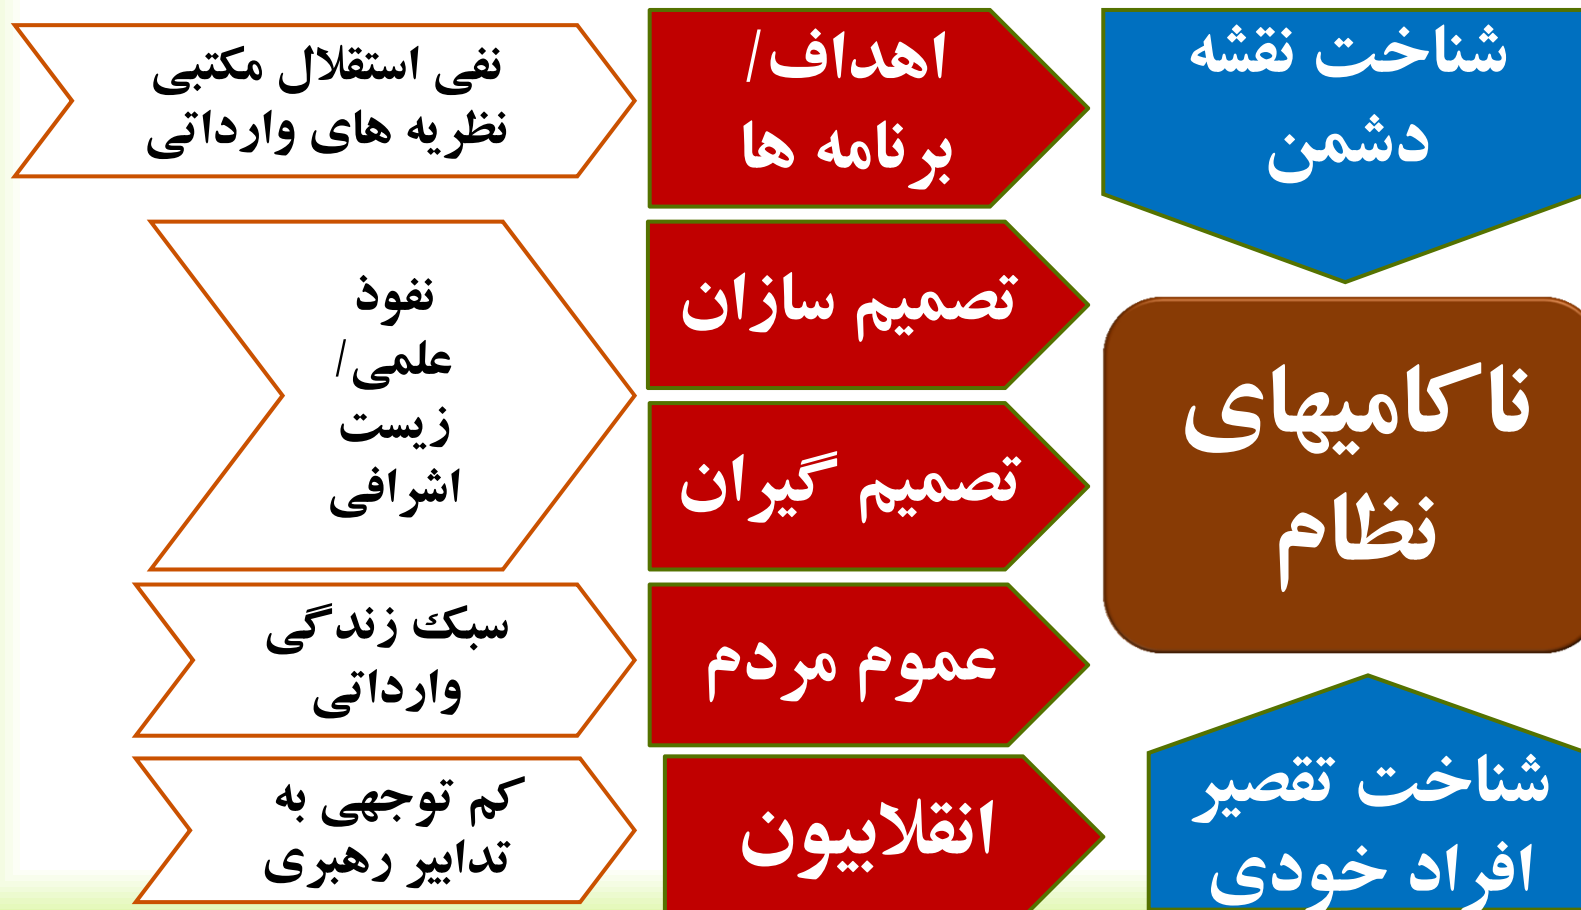 شناخت نقشه
دشمن
ناکامیهای
نظام
شناخت تقصیر
افراد خودی
اهداف/
برنامه ها
نفی استقلال مکتبی
نظریه های وارداتی
تصمیم سازان
تصمیم گیران
نفوذ
علمی/
زیست
اشرافی
عموم مردم
سبک زندگی
وارداتی
انقلابیون
کم توجهی به
تدابیر رهبری